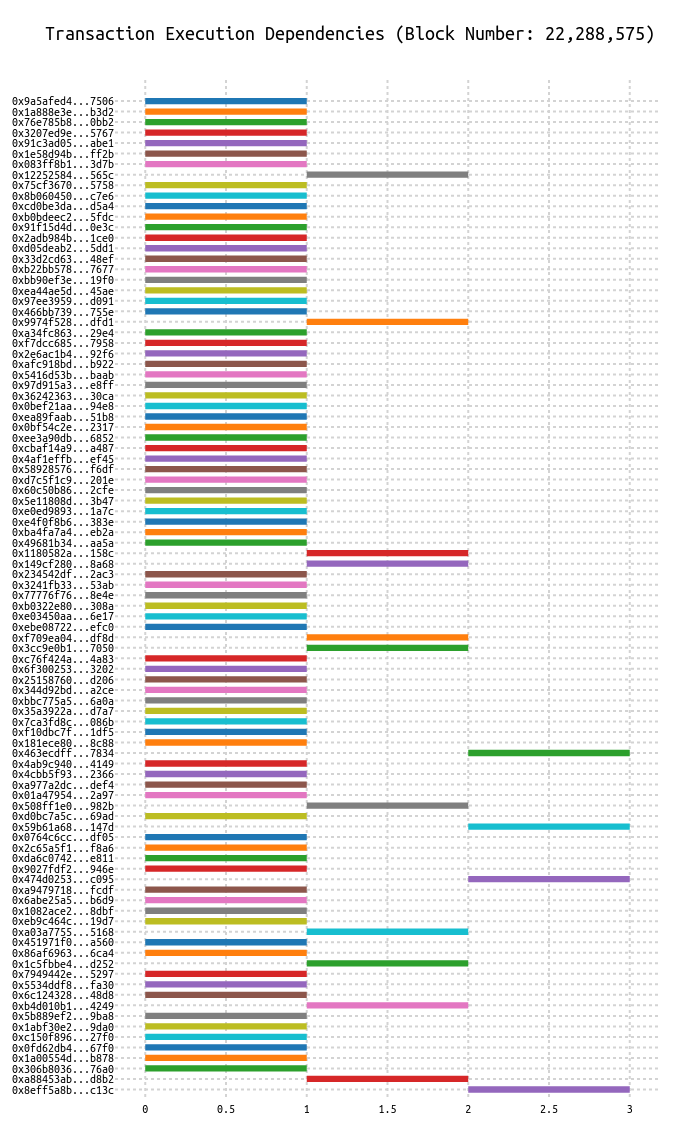 Transaction Execution Dependencies (Block Number: 22,288,575)
0x9a5afed4...7506
0x1a888e3e...b3d2
0x76e785b8...0bb2
0x3207ed9e...5767
0x91c3ad05...abe1
0x1e58d94b...ff2b
0x083ff8b1...3d7b
0x12252584...565c
0x75cf3670...5758
0x8b060450...c7e6
0xcd0be3da...d5a4
0xb0bdeec2...5fdc
0x91f15d4d...0e3c
0x2adb984b...1ce0
0xd05deab2...5dd1
0x33d2cd63...48ef
0xb22bb578...7677
0xbb90ef3e...19f0
0xea44ae5d...45ae
0x97ee3959...d091
0x466bb739...755e
0x9974f528...dfd1
0xa34fc863...29e4
0xf7dcc685...7958
0x2e6ac1b4...92f6
0xafc918bd...b922
0x5416d53b...baab
0x97d915a3...e8ff
0x36242363...30ca
0x0bef21aa...94e8
0xea89faab...51b8
0x0bf54c2e...2317
0xee3a90db...6852
0xcbaf14a9...a487
0x4af1effb...ef45
0x58928576...f6df
0xd7c5f1c9...201e
0x60c50b86...2cfe
0x5e11808d...3b47
0xe0ed9893...1a7c
0xe4f0f8b6...383e
0xba4fa7a4...eb2a
0x49681b34...aa5a
0x1180582a...158c
0x149cf280...8a68
0x234542df...2ac3
0x3241fb33...53ab
0x77776f76...8e4e
0xb0322e80...308a
0xe03450aa...6e17
0xebe08722...efc0
0xf709ea04...df8d
0x3cc9e0b1...7050
0xc76f424a...4a83
0x6f300253...3202
0x25158760...d206
0x344d92bd...a2ce
0xbbc775a5...6a0a
0x35a3922a...d7a7
0x7ca3fd8c...086b
0xf10dbc7f...1df5
0x181ece80...8c88
0x463ecdff...7834
0x4ab9c940...4149
0x4cbb5f93...2366
0xa977a2dc...def4
0x01a47954...2a97
0x508ff1e0...982b
0xd0bc7a5c...69ad
0x59b61a68...147d
0x0764c6cc...df05
0x2c65a5f1...f8a6
0xda6c0742...e811
0x9027fdf2...946e
0x474d0253...c095
0xa9479718...fcdf
0x6abe25a5...b6d9
0x1082ace2...8dbf
0xeb9c464c...19d7
0xa03a7755...5168
0x451971f0...a560
0x86af6963...6ca4
0x1c5fbbe4...d252
0x7949442e...5297
0x5534ddf8...fa30
0x6c124328...48d8
0xb4d010b1...4249
0x5b889ef2...9ba8
0x1abf30e2...9da0
0xc150f896...27f0
0x0fd62db4...67f0
0x1a00554d...b878
0x306b8036...76a0
0xa88453ab...d8b2
0x8eff5a8b...c13c
0 0.5 1 1.5 2 2.5 3